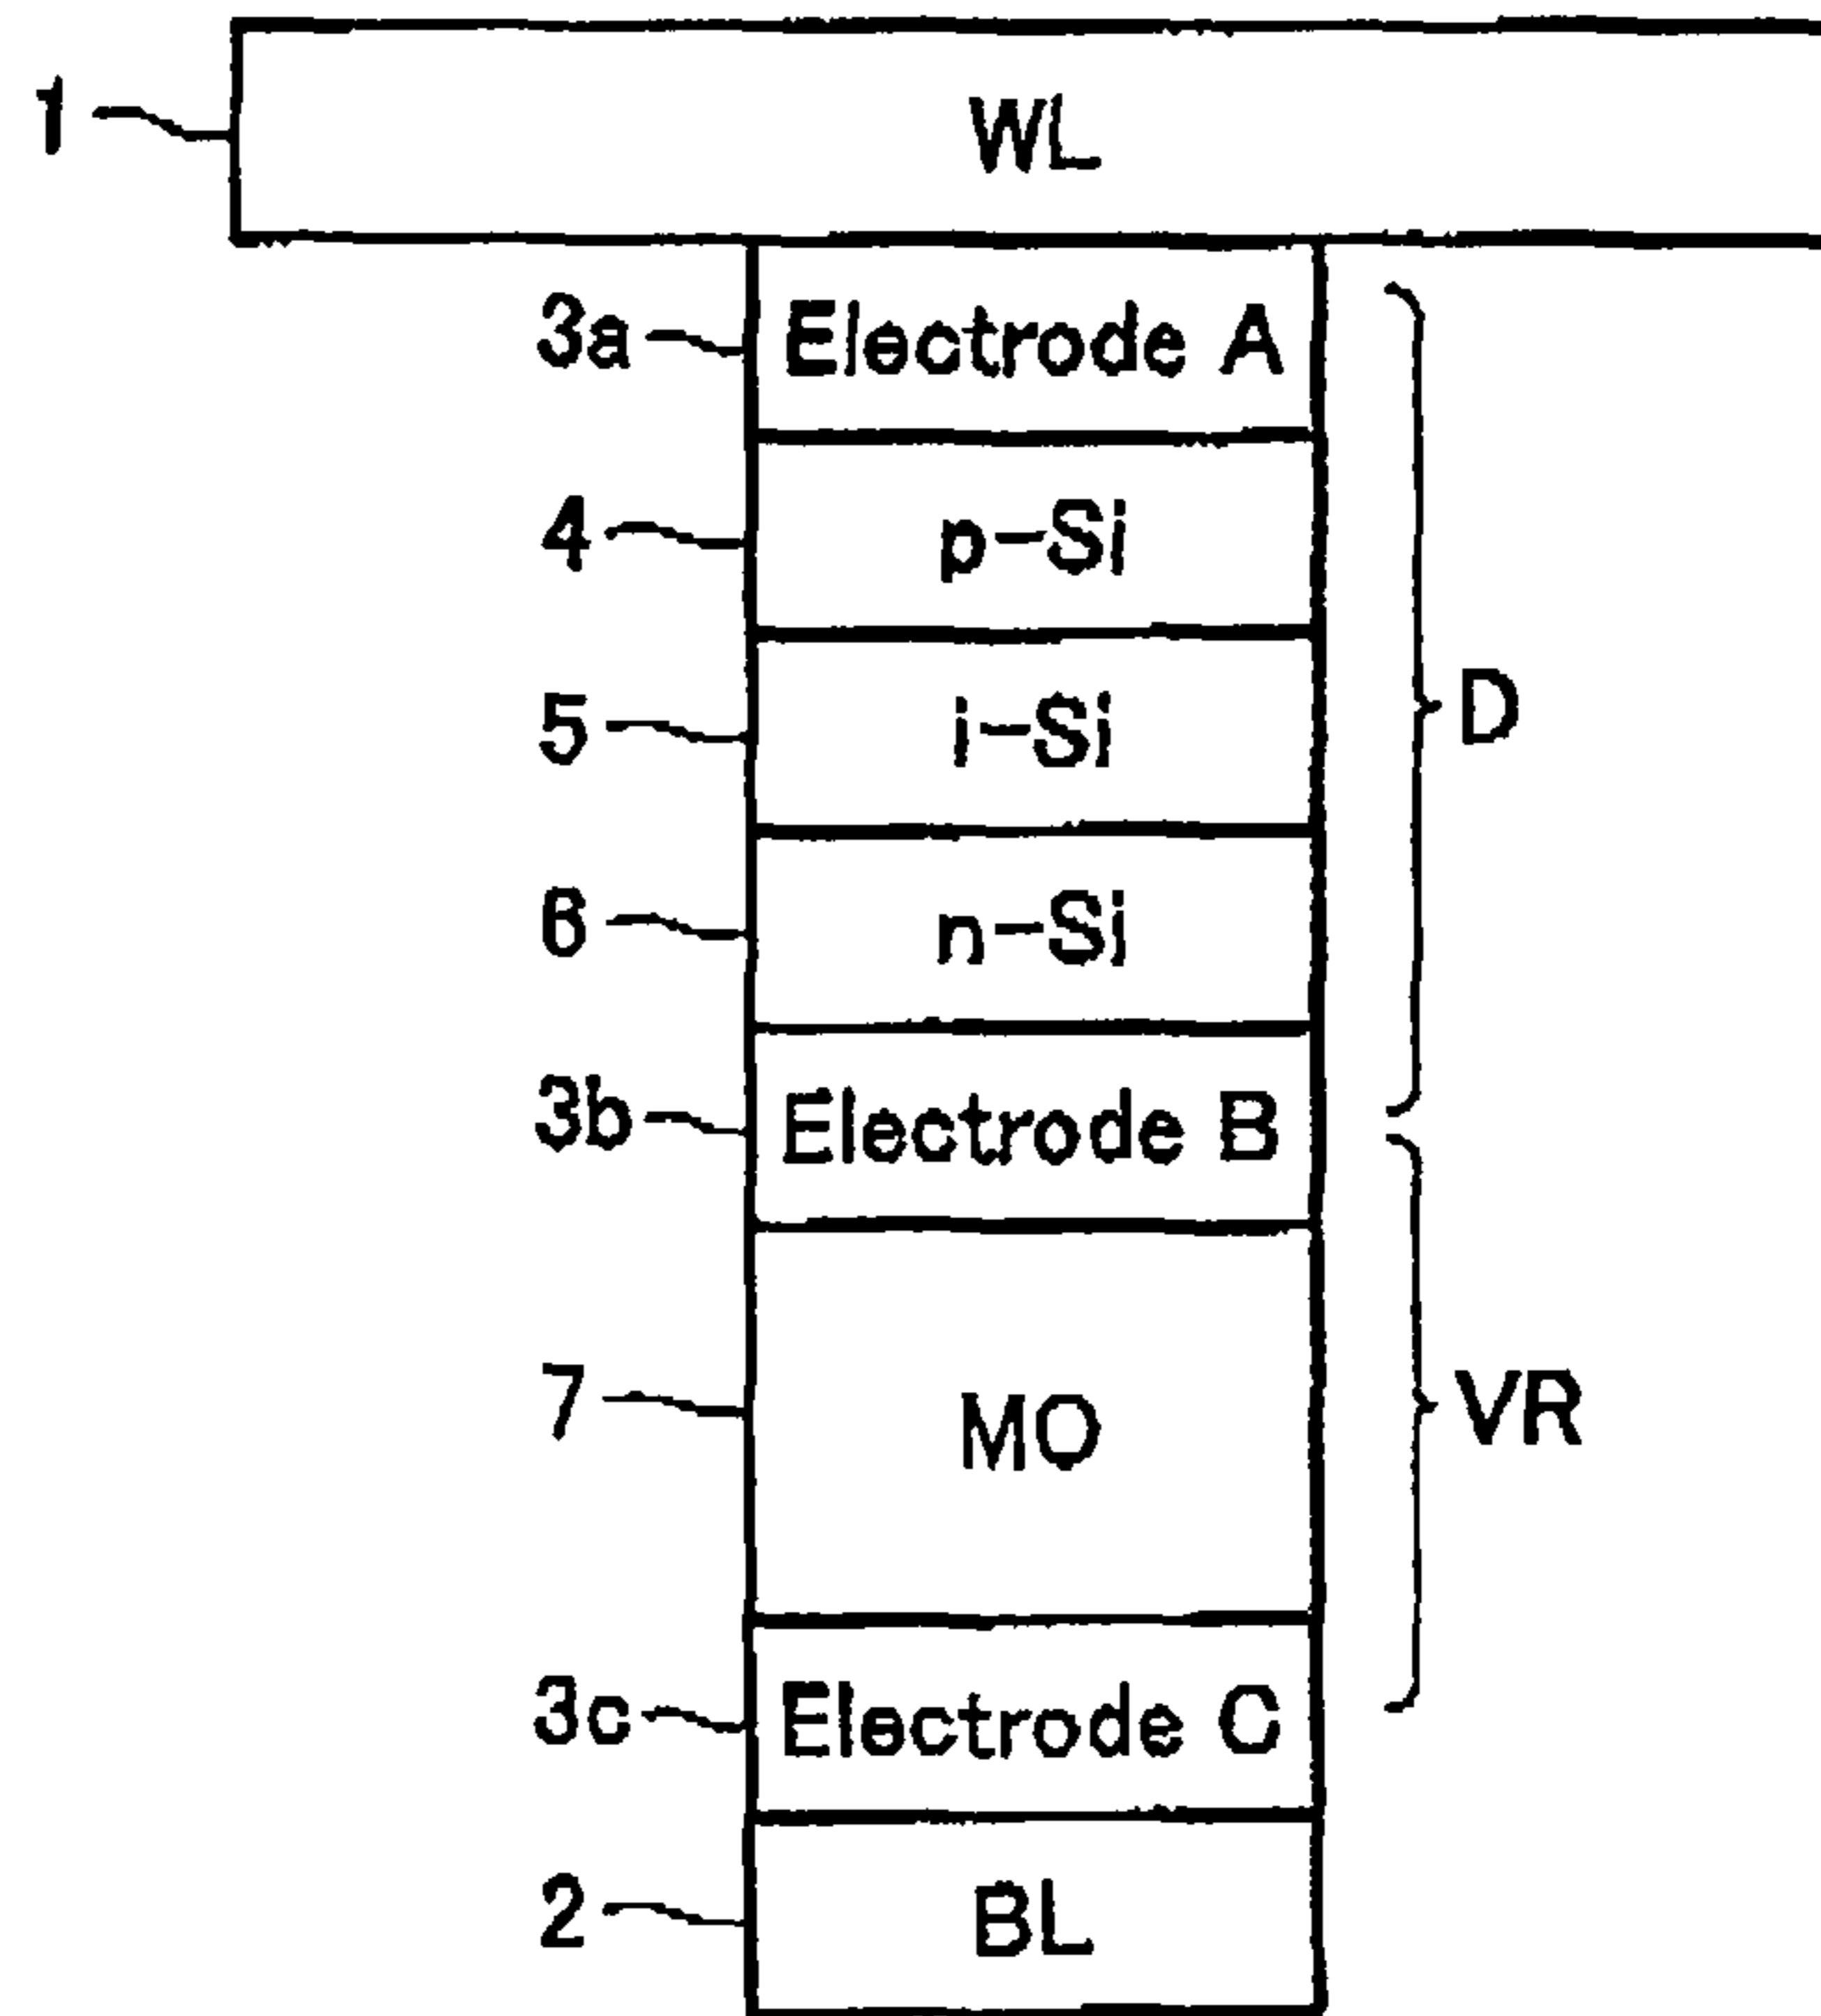 1 WL
3a Electrode A
4 p-Si
5 i-Si
D
6 n-Si
3b Electrode B
7 MO
VR
3c Electrode C
2 BL